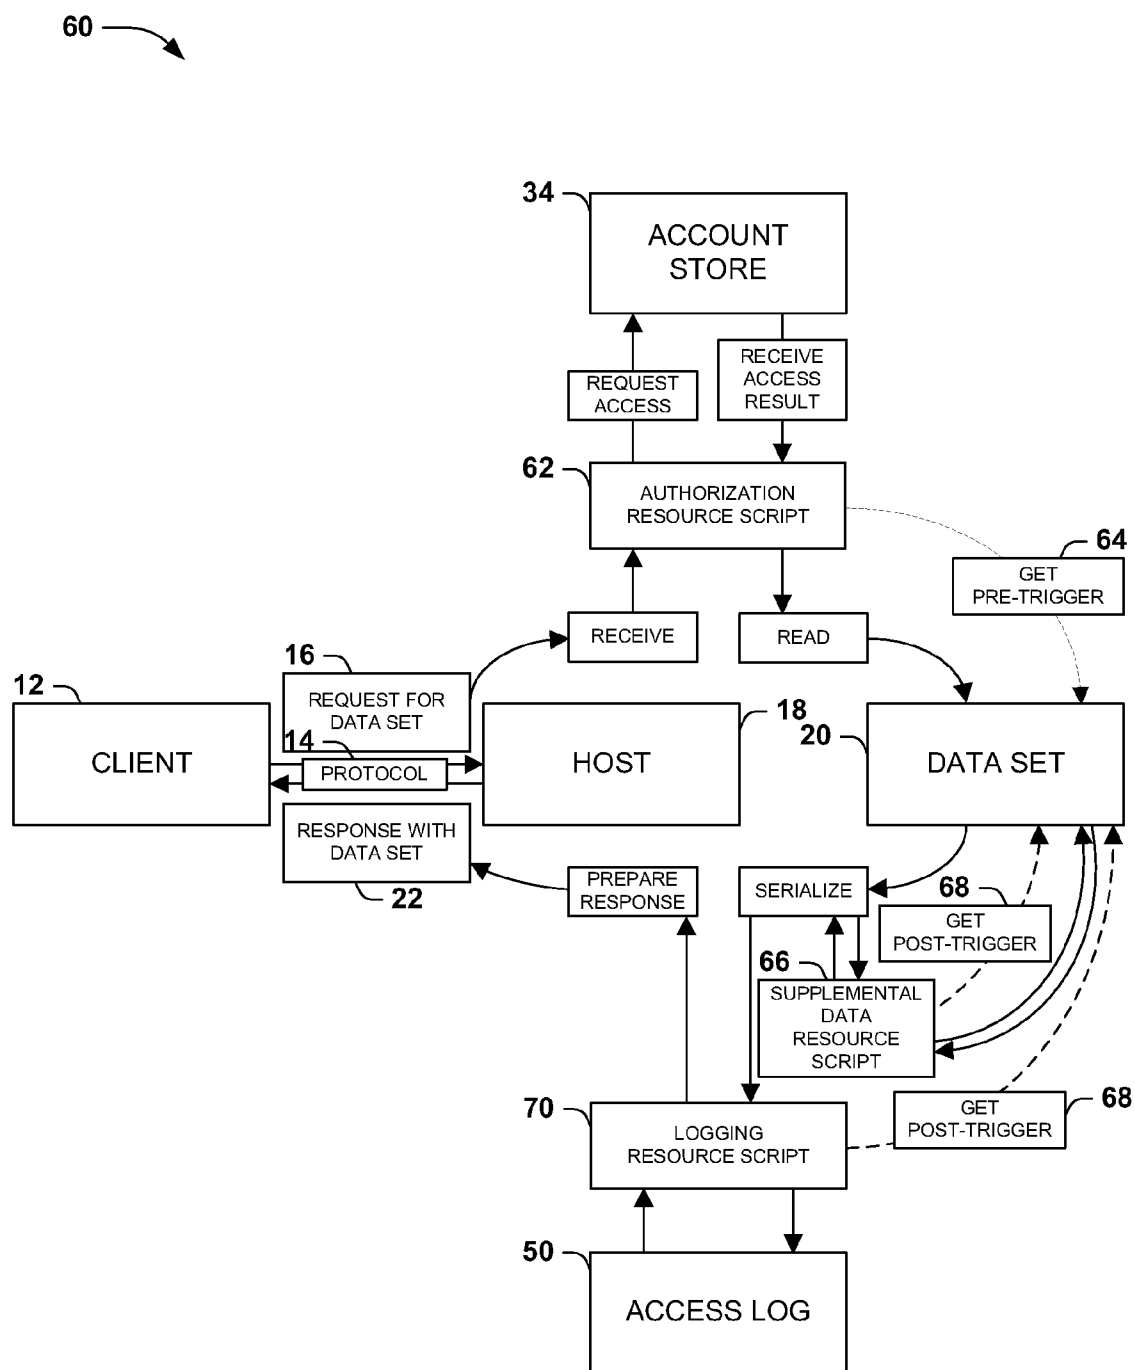 60
34
ACCOUNT
STORE
REQUEST
ACCESS
RECEIVE
ACCESS
RESULT
62
AUTHORIZATION
RESOURCE SCRIPT
64
GET
PRE-TRIGGER
RECEIVE
READ
16
REQUEST FOR
DATA SET
12
CLIENT
14
PROTOCOL
18
HOST
20
DATA SET
RESPONSE WITH
DATA SET
22
PREPARE
RESPONSE
SERIALIZE
68
GET
POST-TRIGGER
66
SUPPLEMENTAL
DATA
RESOURCE
SCRIPT
68
GET
POST-TRIGGER
70
LOGGING
RESOURCE SCRIPT
50
ACCESS LOG